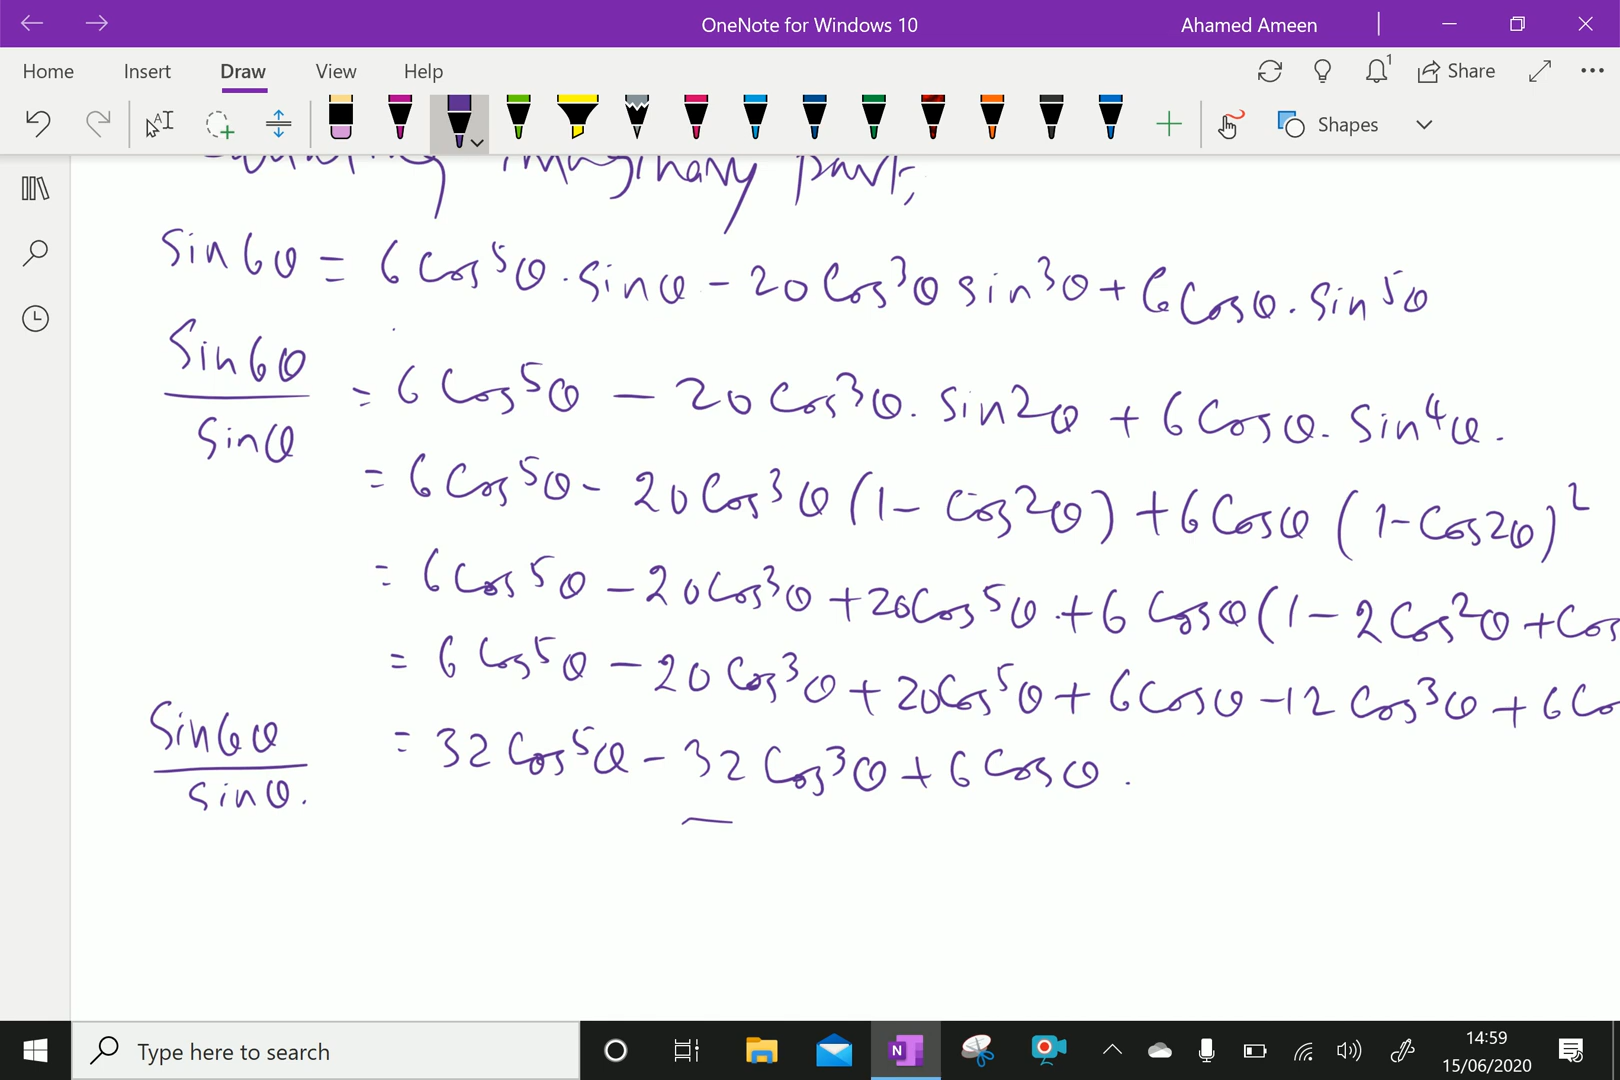 OneNote for Windows 10
Ahamed Ameen
Home Insert Draw View Help
1 Share
Shapes
imaginary part,
Sin6θ = 6Cos⁵θ.Sinθ - 20Cos³θ sin³θ + 6Cosθ.Sin⁵θ
Sin6θ/Sinθ = 6Cos⁵θ - 20Cos³θ. Sin²θ + 6Cosθ. Sin⁴θ.
= 6Cos⁵θ - 20Cos³θ (1 - Cos²θ) + 6Cosθ (1 - Cos²θ)²
= 6Cos⁵θ - 20Cos³θ + 20Cos⁵θ + 6Cosθ (1 - 2Cos²θ + Cos
= 6Cos⁵θ - 20Cos³θ + 20Cos⁵θ + 6Cosθ - 12Cos³θ + 6Co
Sin6θ/Sinθ. = 32Cos⁵θ - 32Cos³θ + 6Cosθ.
Type here to search
N
14:59
15/06/2020